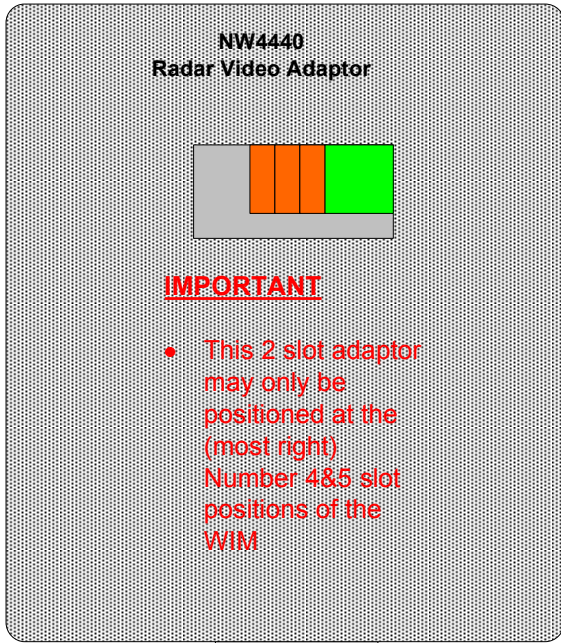 NW4440
Radar Video Adaptor
IMPORTANT
• This 2 slot adaptor
may only be
positioned at the
(most right)
Number 4&5 slot
positions of the
WIM